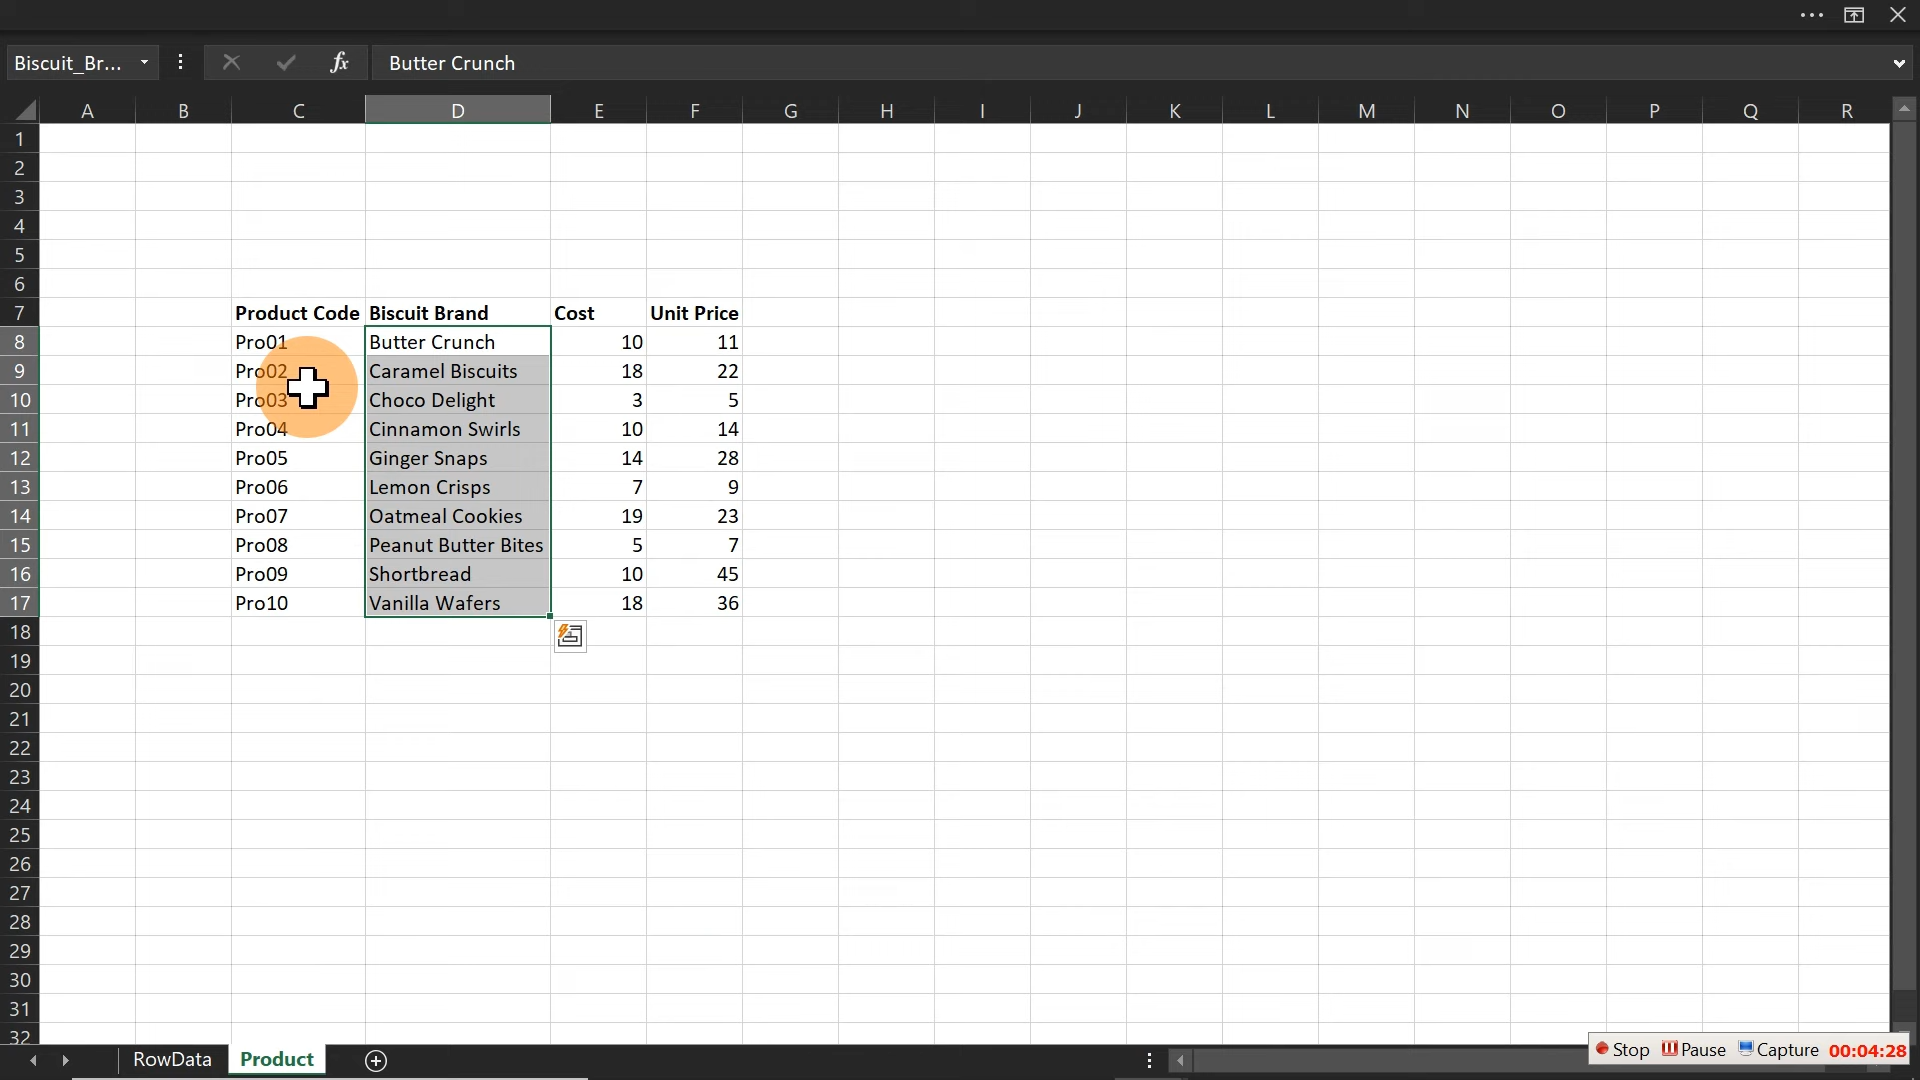 Biscuit_Br... fx Butter Crunch
A B C D E F G H I J K L M N O P Q R
1
2
3
4
5
6
7 Product Code Biscuit Brand Cost Unit Price
8 Pro01 Butter Crunch 10 11
9 Pro02 Caramel Biscuits 18 22
10 Pro03 Choco Delight 3 5
11 Pro04 Cinnamon Swirls 10 14
12 Pro05 Ginger Snaps 14 28
13 Pro06 Lemon Crisps 7 9
14 Pro07 Oatmeal Cookies 19 23
15 Pro08 Peanut Butter Bites 5 7
16 Pro09 Shortbread 10 45
17 Pro10 Vanilla Wafers 18 36
18
19
20
21
22
23
24
25
26
27
28
29
30
31
32
RowData Product Stop Pause Capture 00:04:28